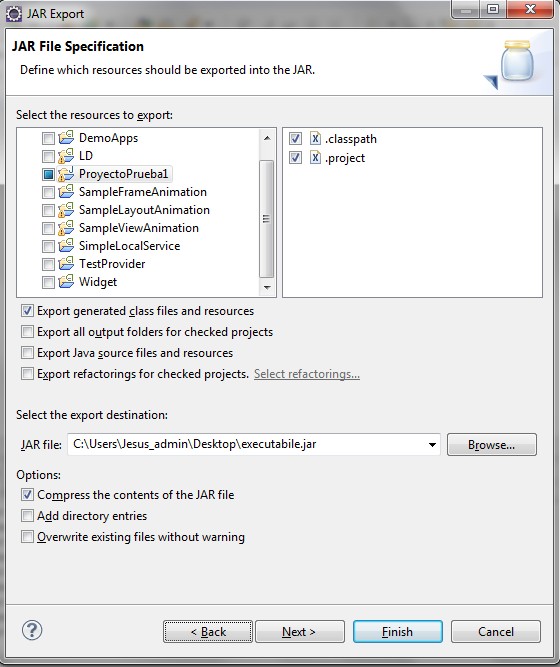 JAR Export
JAR File Specification
Define which resources should be exported into the JAR.
Select the resources to export:
DemoApps
LD
ProyectoPrueba1
SampleFrameAnimation
SampleLayoutAnimation
SampleViewAnimation
SimpleLocalService
TestProvider
Widget
.classpath
.project
Export generated class files and resources
Export all output folders for checked projects
Export Java source files and resources
Export refactorings for checked projects. Select refactorings...
Select the export destination:
JAR file: C:\Users\Jesus_admin\Desktop\executabile.jar Browse...
Options:
Compress the contents of the JAR file
Add directory entries
Overwrite existing files without warning
? < Back Next > Finish Cancel